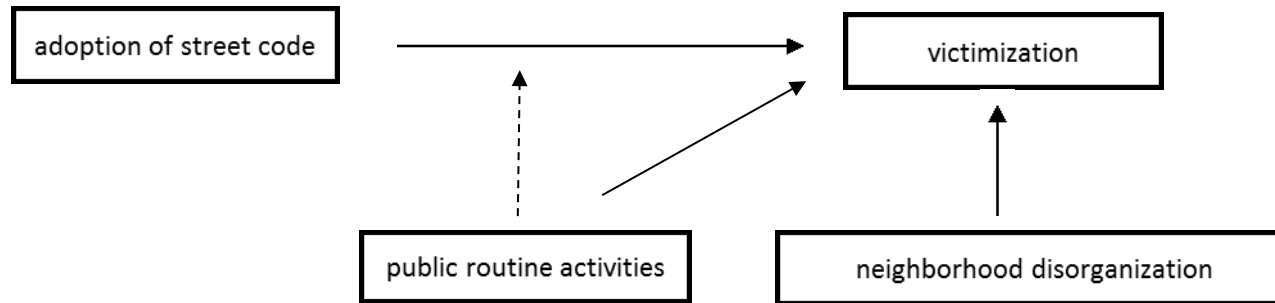 adoption of street code
victimization
public routine activities
neighborhood disorganization